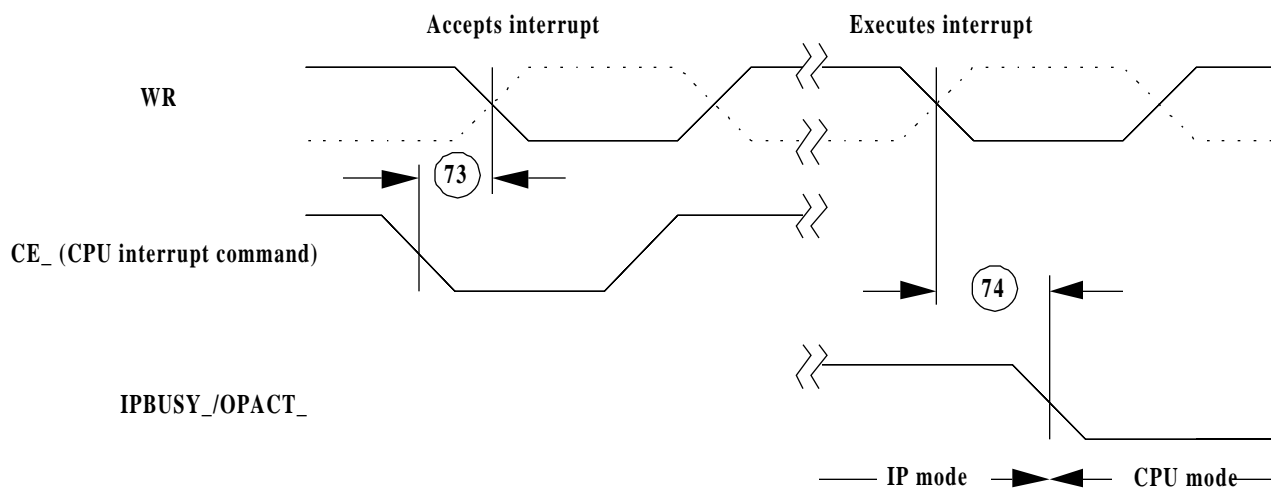 Accepts interrupt
Executes interrupt
WR
73
CE_ (CPU interrupt command)
74
IPBUSY_/OPACT_
IP mode
CPU mode